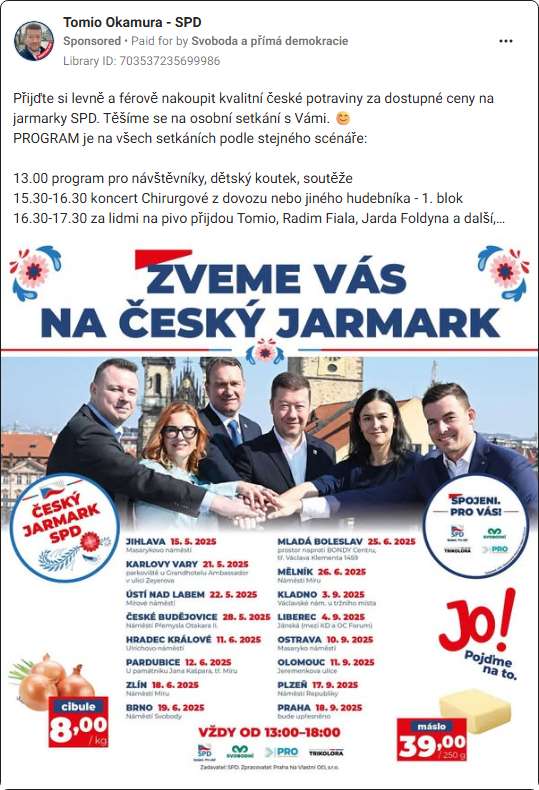 Tomio Okamura - SPD
Sponsored • Paid for by Svoboda a přímá demokracie
Library ID: 703537235699986
Přijďte si levně a férově nakoupit kvalitní české potraviny za dostupné ceny na
jarmarky SPD. Těšíme se na osobní setkání s Vámi. 😊
PROGRAM je na všech setkáních podle stejného scénáře:
13.00 program pro návštěvníky, dětský koutek, soutěže
15.30-16.30 koncert Chirurgové z dovozu nebo jiného hudebníka - 1. blok
16.30-17.30 za lidmi na pivo přijdou Tomio, Radim Fiala, Jarda Foldyna a další,...
ZVEME VÁS
NA ČESKÝ JARMARK
ČESKÝ
JARMARK
SPD
SPOJENI.
PRO VÁS!
SPD
SVOBODNÍ
TRIKOLORA
PRO
JIHLAVA 15. 5. 2025
Masarykovo náměstí
KARLOVY VARY 21. 5. 2025
parkoviště u Grandhotelu Ambassador
v ulici Zeyerova
ÚSTÍ NAD LABEM 22. 5. 2025
Mírové náměstí
ČESKÉ BUDĚJOVICE 28. 5. 2025
Náměstí Přemysla Otakara II.
HRADEC KRÁLOVÉ 11. 6. 2025
Ulrichovo náměstí
PARDUBICE 12. 6. 2025
U památníku Jana Kašpara, tř. Míru
ZLÍN 18. 6. 2025
Náměstí Míru
BRNO 19. 6. 2025
Náměstí Svobody
MLADÁ BOLESLAV 25. 6. 2025
prostor naproti BONDY Centru,
tř. Václava Klementa 1459
MĚLNÍK 26. 6. 2025
Náměstí Míru
KLADNO 3. 9. 2025
Václavské nám. u tržního místa
LIBEREC 4. 9. 2025
Jánská (mezi KD a OC Forum)
OSTRAVA 10. 9. 2025
Masaryko náměstí
OLOMOUC 11. 9. 2025
Jeremenkova ulice
PLZEŇ 17. 9. 2025
Náměstí Republiky
PRAHA 18. 9. 2025
bude upřesněno
Jo!
Pojďme
na to.
cibule
8,00
/ kg
máslo
39,00
/ 250 g
VŽDY OD 13:00–18:00
SPD
SVOBODNÍ
PRO
TRIKOLORA
Zadavatel: SPD. Zpracovatel: Praha Na Vlastní Oči, s.r.o.